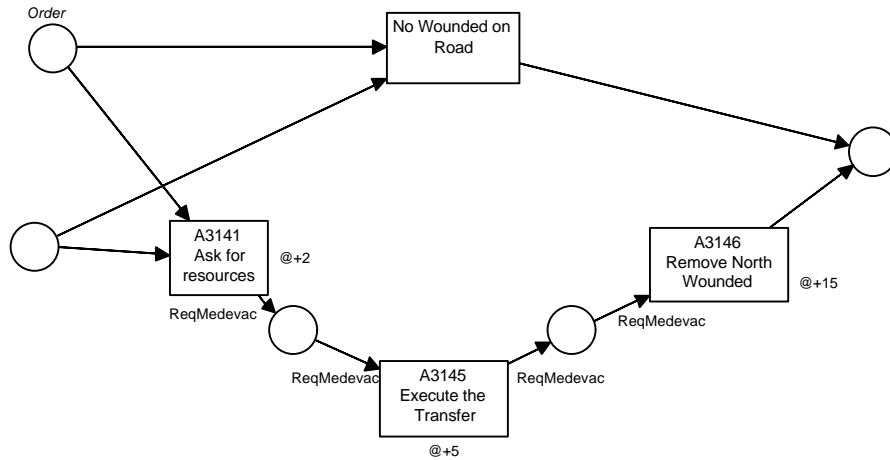 Order
No Wounded on
Road
A3141
Ask for
resources
@+2
A3146
Remove North
Wounded
@+15
ReqMedevac
ReqMedevac
ReqMedevac
A3145
Execute the
Transfer
ReqMedevac
@+5